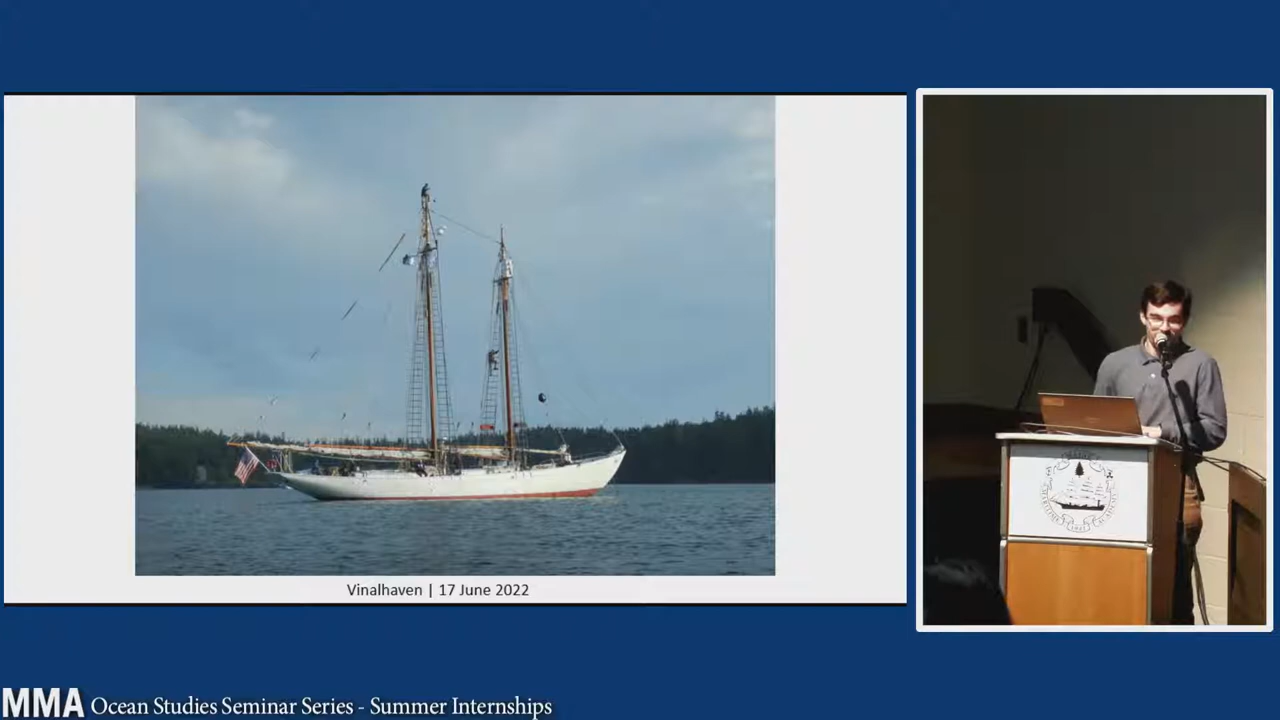 Vinalhaven | 17 June 2022
MMA Ocean Studies Seminar Series - Summer Internships